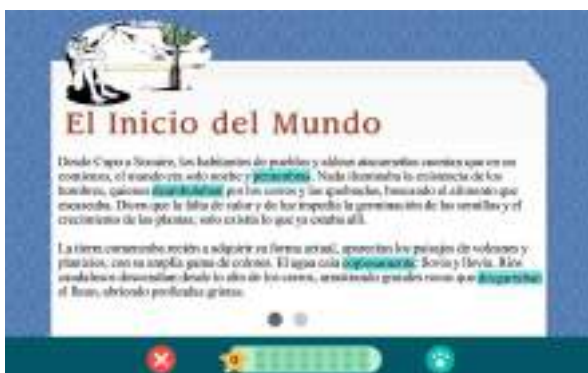 El Inicio del Mundo
Desde Cupo a Socaire, los habitantes de pueblos y aldeas atacameñas cuentan que en un
comienzo, el mundo era solo noche y penumbras. Nada iluminaba la existencia de los
hombres, quienes deambulaban por los cerros y las quebradas, buscando el alimento que
escaseaba. Dicen que la falta de calor y de luz impedía la germinación de las semillas y el
crecimiento de las plantas, solo existía lo que ya estaba allí.
La tierra comenzaba recién a adquirir su forma actual, aparecían los paisajes de volcanes y
planicies, con su amplia gama de colores. El agua caía copiosamente: llovía y llovía. Ríos
caudalosos descendían desde lo alto de los cerros, arrastrando grandes rocas que desgarraban
el llano, abriendo profundas grietas.